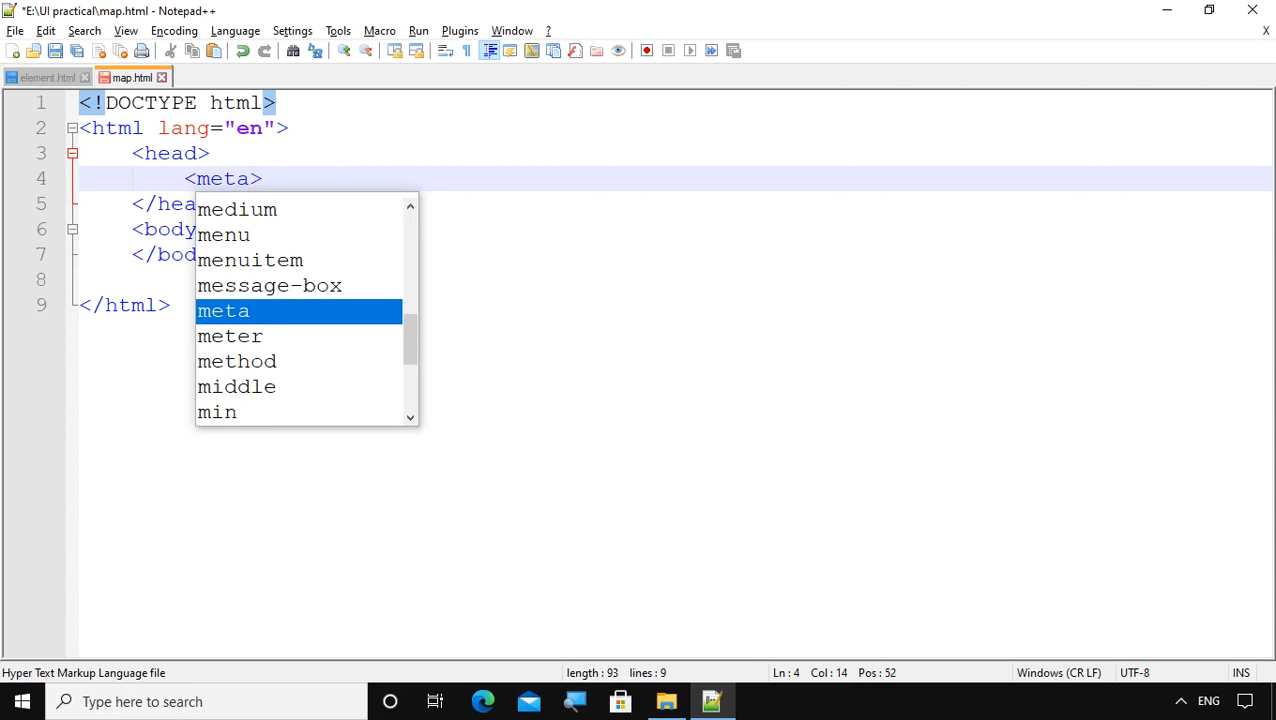 *E:\UI practical\map.html - Notepad++
File Edit Search View Encoding Language Settings Tools Macro Run Plugins Window ? X
element.html map.html
1 <!DOCTYPE html>
2 <html lang="en">
3 <head>
4 <meta>
5 </hea
6 <body
7 </bod
8
9 </html>
medium
menu
menuitem
message-box
meta
meter
method
middle
min
Hyper Text Markup Language file length : 93 lines : 9 Ln : 4 Col : 14 Pos : 52 Windows (CR LF) UTF-8 INS
Type here to search ENG